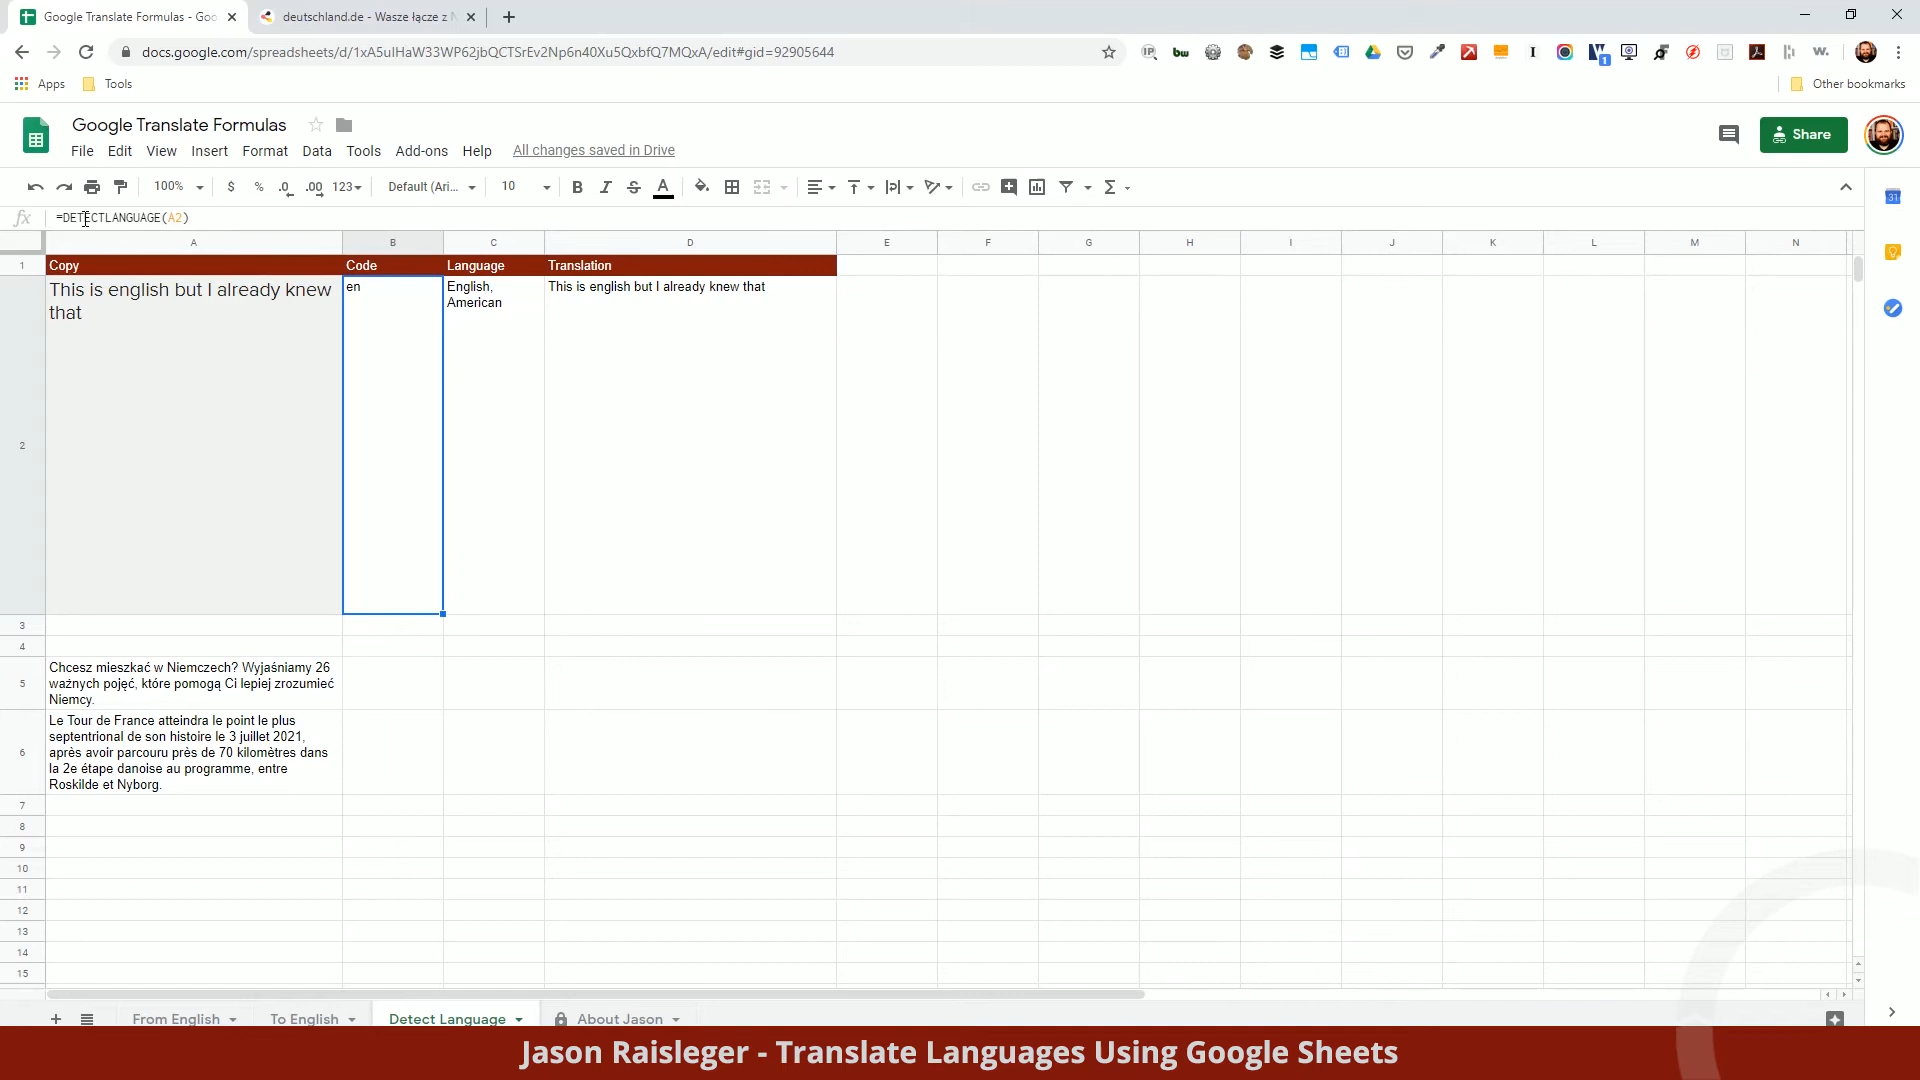 Google Translate Formulas - Goo
deutschland.de - Wasze łącze z N
docs.google.com/spreadsheets/d/1xA5uIHaW33WP62jbQCTSrEv2Np6n40Xu5QxbfQ7MQxA/edit#gid=92905644
Apps
Tools
Other bookmarks
Google Translate Formulas
File Edit View Insert Format Data Tools Add-ons Help All changes saved in Drive
Share
100% $ % .0 .00 123 Default (Ari... 10 B I S A
31
fx =DETECTLANGUAGE(A2)
A B C D E F G H I J K L M N
1 Copy Code Language Translation
This is english but I already knew
that
en
English,
American
This is english but I already knew that
2
3
4
5
Chcesz mieszkać w Niemczech? Wyjaśniamy 26
ważnych pojęć, które pomogą Ci lepiej zrozumieć
Niemcy.
6
Le Tour de France atteindra le point le plus
septentrional de son histoire le 3 juillet 2021,
après avoir parcouru près de 70 kilomètres dans
la 2e étape danoise au programme, entre
Roskilde et Nyborg.
7
8
9
10
11
12
13
14
15
From English To English Detect Language About Jason
Jason Raisleger - Translate Languages Using Google Sheets